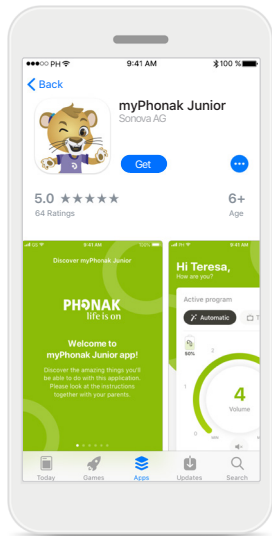 PH 9:41 AM 100 %
Back
myPhonak Junior
Sonova AG
Get
5.0 ★★★★★ 6+
64 Ratings Age
9:41 AM
Discover myPhonak Junior
PHONAK
life is on
Welcome to
myPhonak Junior app!
Discover the amazing things you'll
be able to do with this application.
Please look at the instructions
together with your parents.
9:41 AM
Hi Teresa,
How are you?
Active program
Automatic
2
1
4
Volume
0
Today Games Apps Updates Search